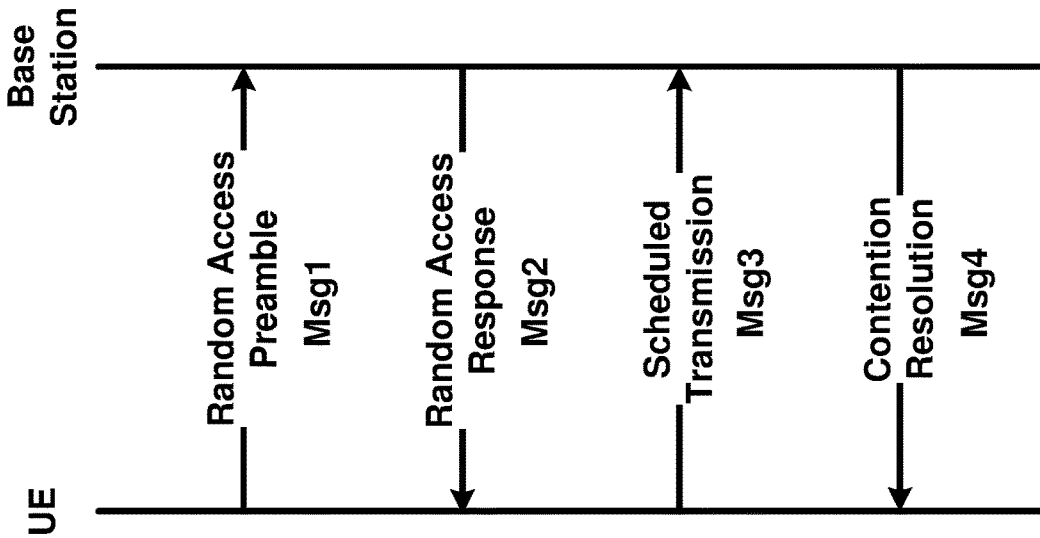 UE
Base
Station
Random Access
Preamble
Msg1
Random Access
Response
Msg2
Scheduled
Transmission
Msg3
Contention
Resolution
Msg4